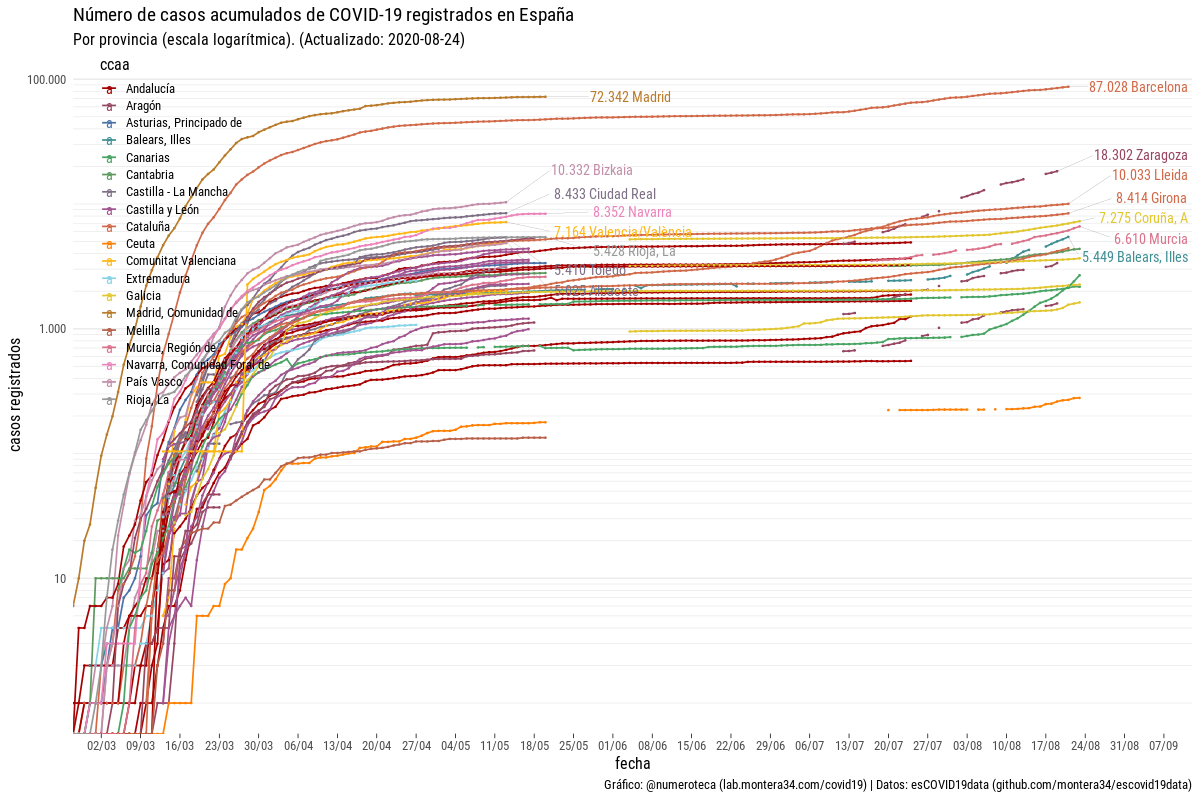 Número de casos acumulados de COVID-19 registrados en España
Por provincia (escala logarítmica). (Actualizado: 2020-08-24)
ccaa
Andalucía
Aragón
Asturias, Principado de
Balears, Illes
Canarias
Cantabria
Castilla - La Mancha
Castilla y León
Cataluña
Ceuta
Comunitat Valenciana
Extremadura
Galicia
Madrid, Comunidad de
Melilla
Murcia, Región de
Navarra, Comunidad Foral de
País Vasco
Rioja, La
100.000
1.000
10
casos registrados
72.342 Madrid
87.028 Barcelona
10.332 Bizkaia
18.302 Zaragoza
10.033 Lleida
8.433 Ciudad Real
8.414 Girona
8.352 Navarra
7.275 Coruña, A
7.164 Valencia/València
6.610 Murcia
5.428 Rioja, La
5.449 Balears, Illes
5.410 Toledo
Albacete
02/03 09/03 16/03 23/03 30/03 06/04 13/04 20/04 27/04 04/05 11/05 18/05 25/05 01/06 08/06 15/06 22/06 29/06 06/07 13/07 20/07 27/07 03/08 10/08 17/08 24/08 31/08 07/09
fecha
Gráfico: @numeroteca (lab.montera34.com/covid19) | Datos: esCOVID19data (github.com/montera34/escovid19data)